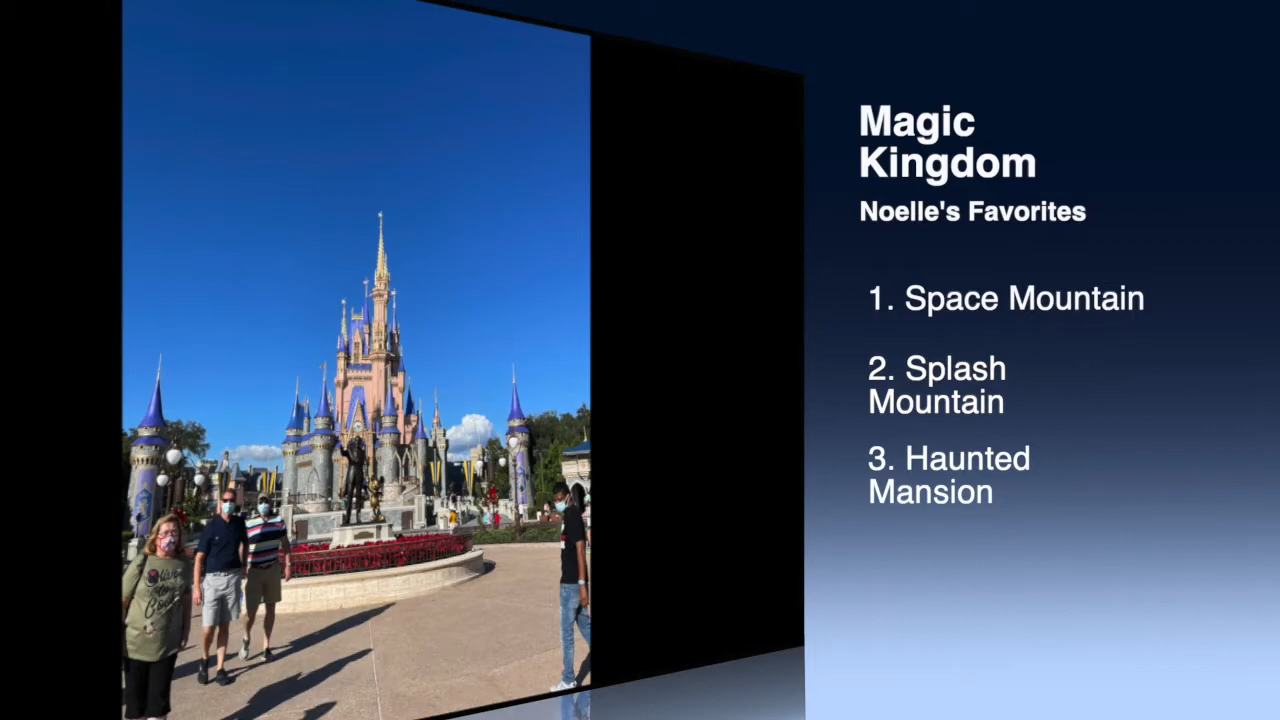 Magic
Kingdom
Noelle's Favorites
1. Space Mountain
2. Splash
Mountain
3. Haunted
Mansion